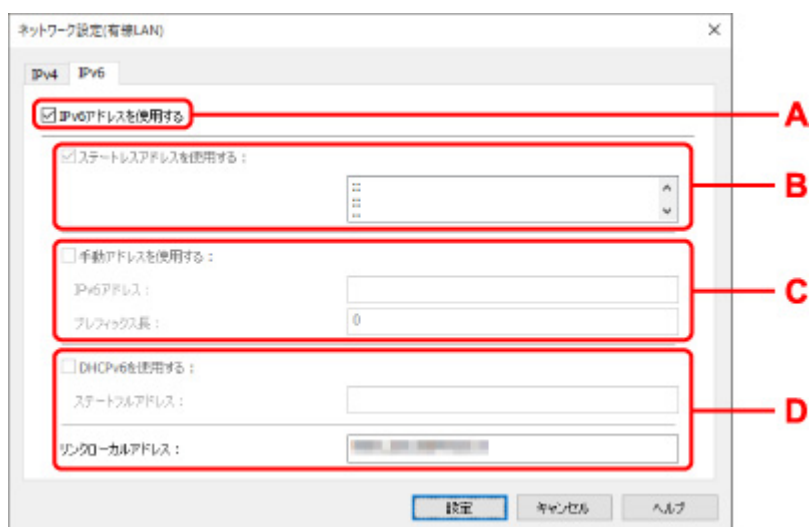 ネットワーク設定(有線LAN)
IPv4 IPv6
IPv6アドレスを使用する
A
ステートレスアドレスを使用する:
::
::
::
B
手動アドレスを使用する:
IPv6アドレス:
プレフィックス長: 0
C
DHCPv6を使用する:
ステートフルアドレス:
リンクローカルアドレス:
D
設定 キャンセル ヘルプ